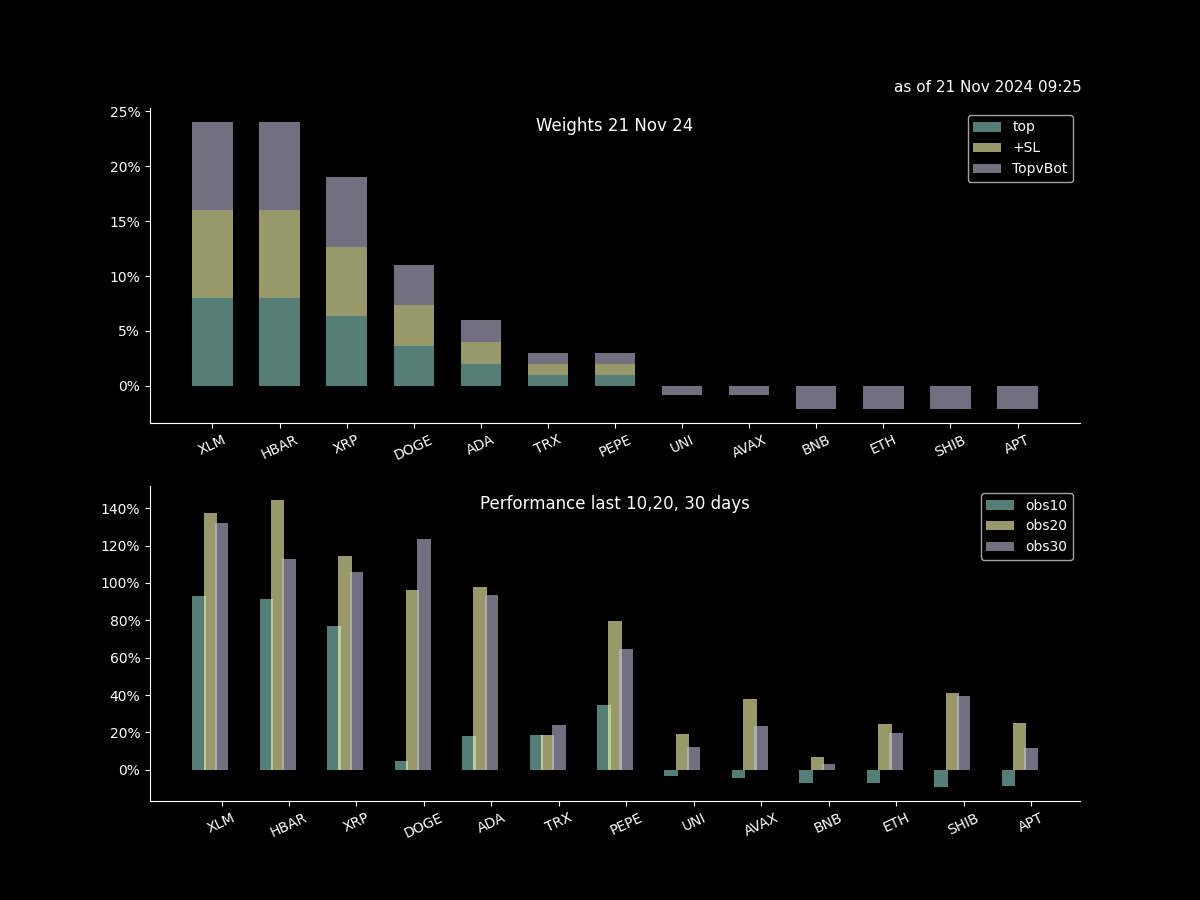 as of 21 Nov 2024 09:25
Weights 21 Nov 24
top
+SL
TopvBot
25%
20%
15%
10%
5%
0%
XLM HBAR XRP DOGE ADA TRX PEPE UNI AVAX BNB ETH SHIB APT
Performance last 10,20, 30 days
obs10
obs20
obs30
140%
120%
100%
80%
60%
40%
20%
0%
XLM HBAR XRP DOGE ADA TRX PEPE UNI AVAX BNB ETH SHIB APT